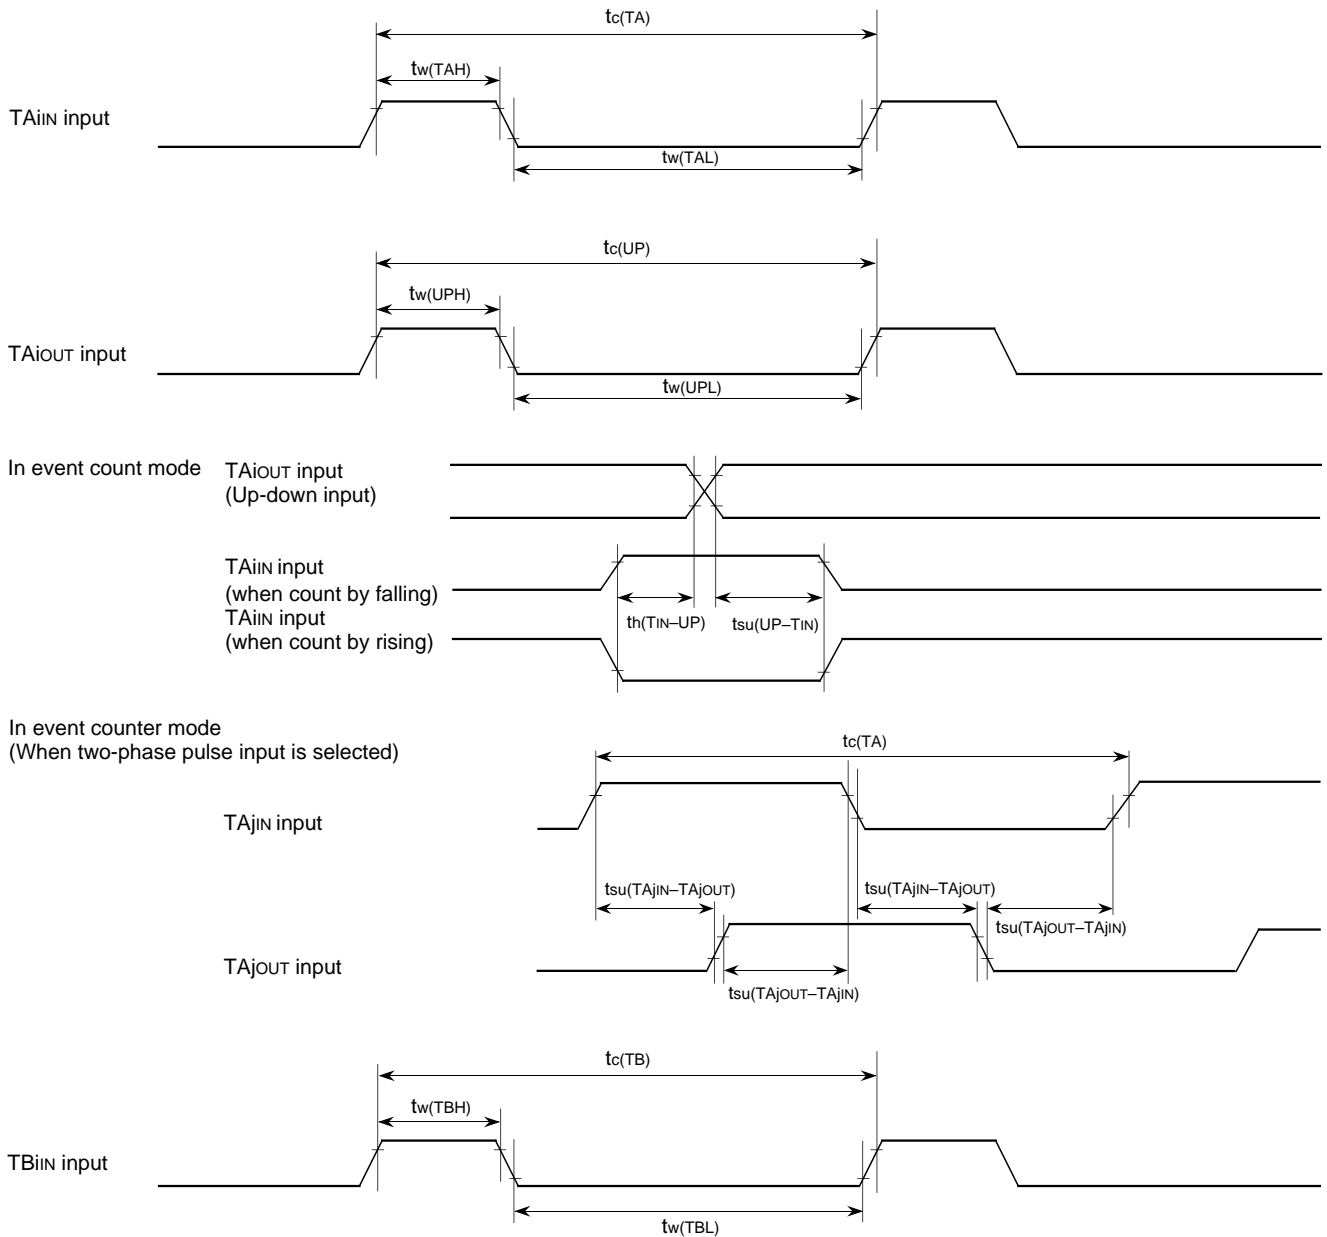 tc(TA)
tw(TAH)
TAiIN input
tw(TAL)
tc(UP)
tw(UPH)
TAiOUT input
tw(UPL)
In event count mode
TAiOUT input
(Up-down input)
TAiIN input
(when count by falling)
TAiIN input
(when count by rising)
th(TIN–UP)
tsu(UP–TIN)
In event counter mode
(When two-phase pulse input is selected)
tc(TA)
TAjIN input
tsu(TAjIN–TAjOUT)
tsu(TAjIN–TAjOUT)
tsu(TAjOUT–TAjIN)
TAjOUT input
tsu(TAjOUT–TAjIN)
tc(TB)
tw(TBH)
TBiIN input
tw(TBL)